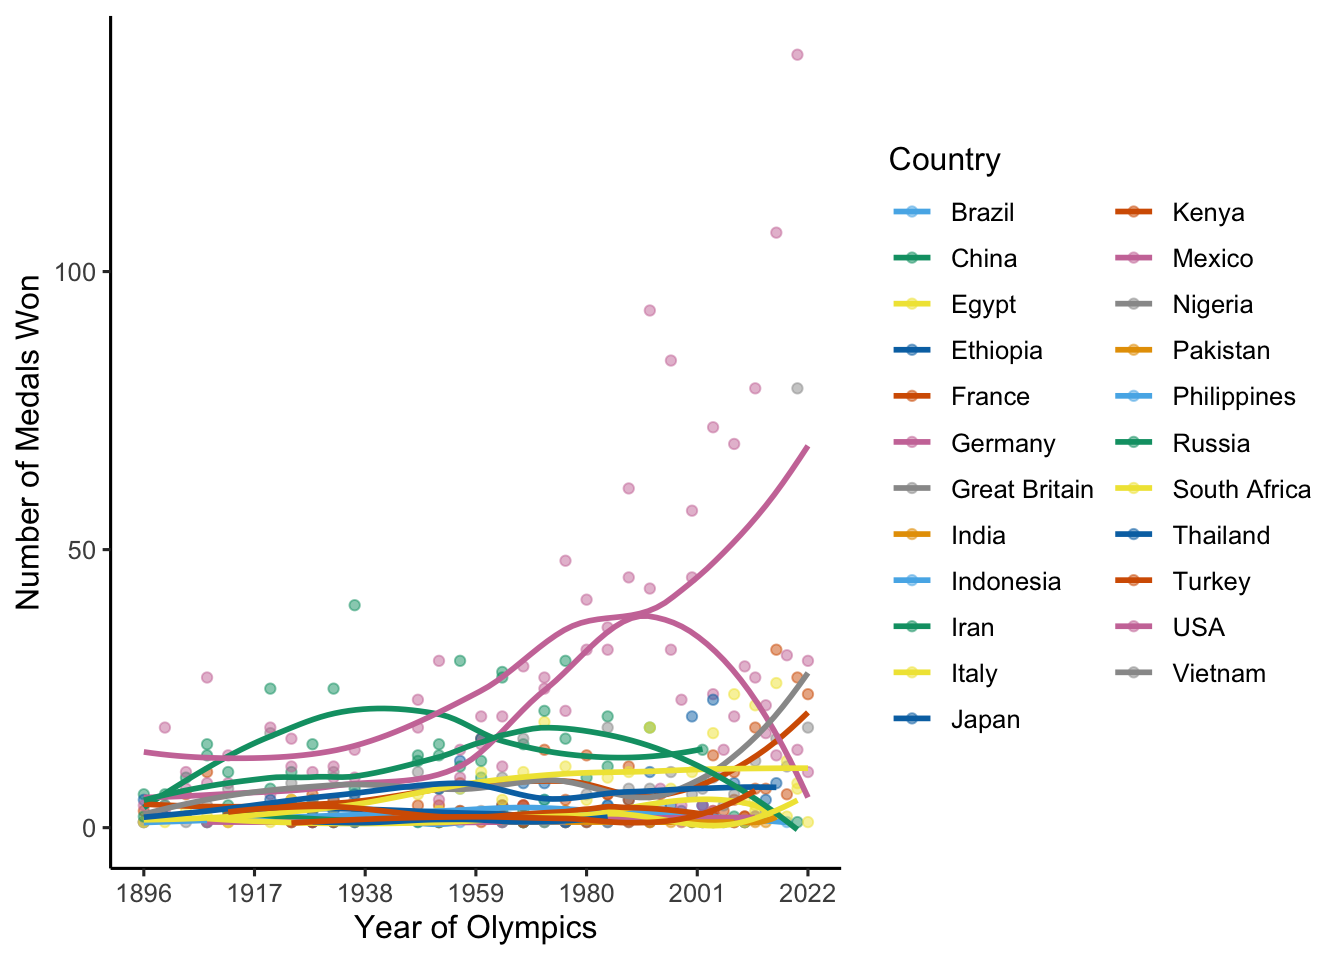 Number of Medals Won
100
50
0
1896 1917 1938 1959 1980 2001 2022
Year of Olympics
Country
Brazil
China
Egypt
Ethiopia
France
Germany
Great Britain
India
Indonesia
Iran
Italy
Japan
Kenya
Mexico
Nigeria
Pakistan
Philippines
Russia
South Africa
Thailand
Turkey
USA
Vietnam